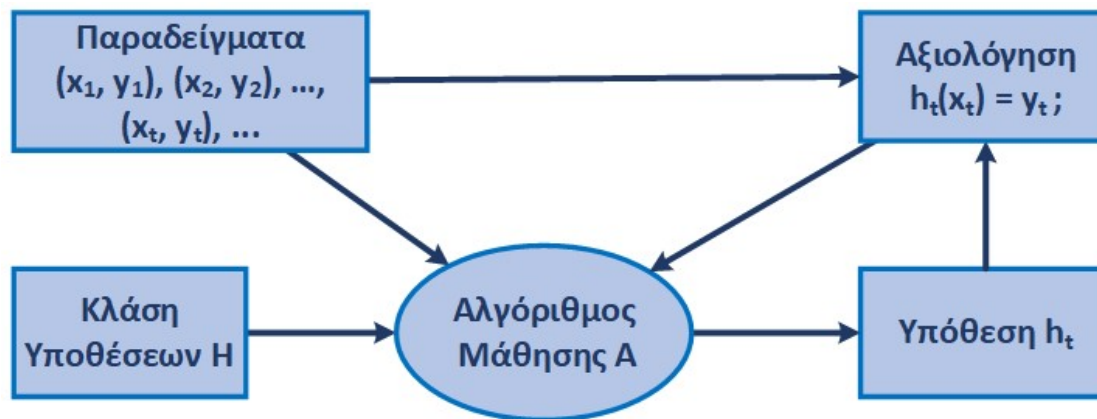 Παραδείγματα
(x₁, y₁), (x₂, y₂), ...,
(xₜ, yₜ), ...
Αξιολόγηση
hₜ(xₜ) = yₜ ;
Κλάση
Υποθέσεων Η
Αλγόριθμος
Μάθησης Α
Υπόθεση hₜ